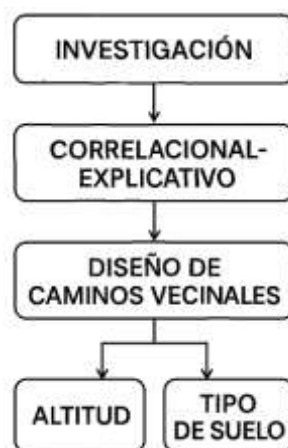 INVESTIGACIÓN
CORRELACIONAL-
EXPLICATIVO
DISEÑO DE
CAMINOS VECINALES
ALTITUD
TIPO
DE SUELO